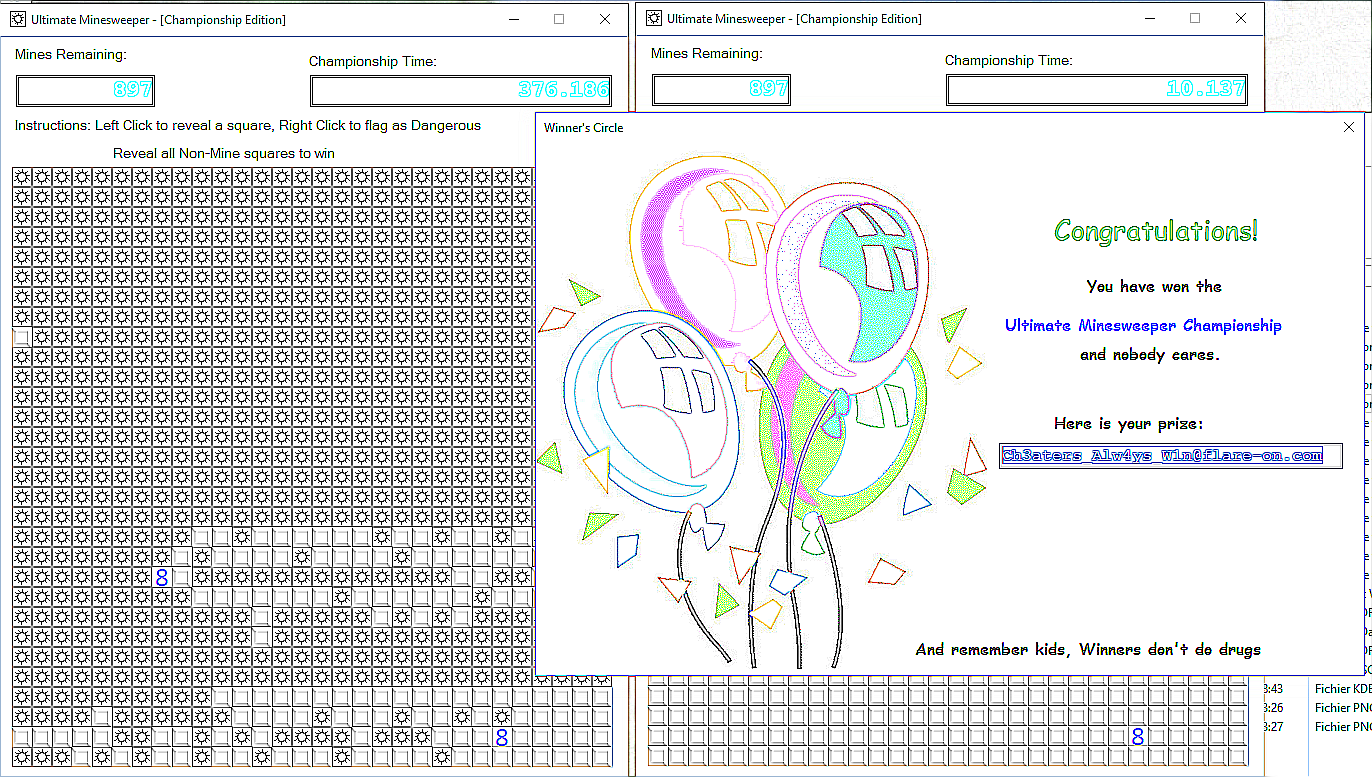 Ultimate Minesweeper - [Championship Edition]
Mines Remaining:
Championship Time:
897
376.186
Instructions: Left Click to reveal a square, Right Click to flag as Dangerous
Reveal all Non-Mine squares to win
8
8
Ultimate Minesweeper - [Championship Edition]
Mines Remaining:
Championship Time:
897
10.137
8
Winner's Circle
Congratulations!
You have won the
Ultimate Minesweeper Championship
and nobody cares.
Here is your prize:
Ch3aters_Alw4ys_W1n@flare-on.com
And remember kids, Winners don't do drugs
3:43
Fichier KDB
3:26
Fichier PNG
3:27
Fichier PNG